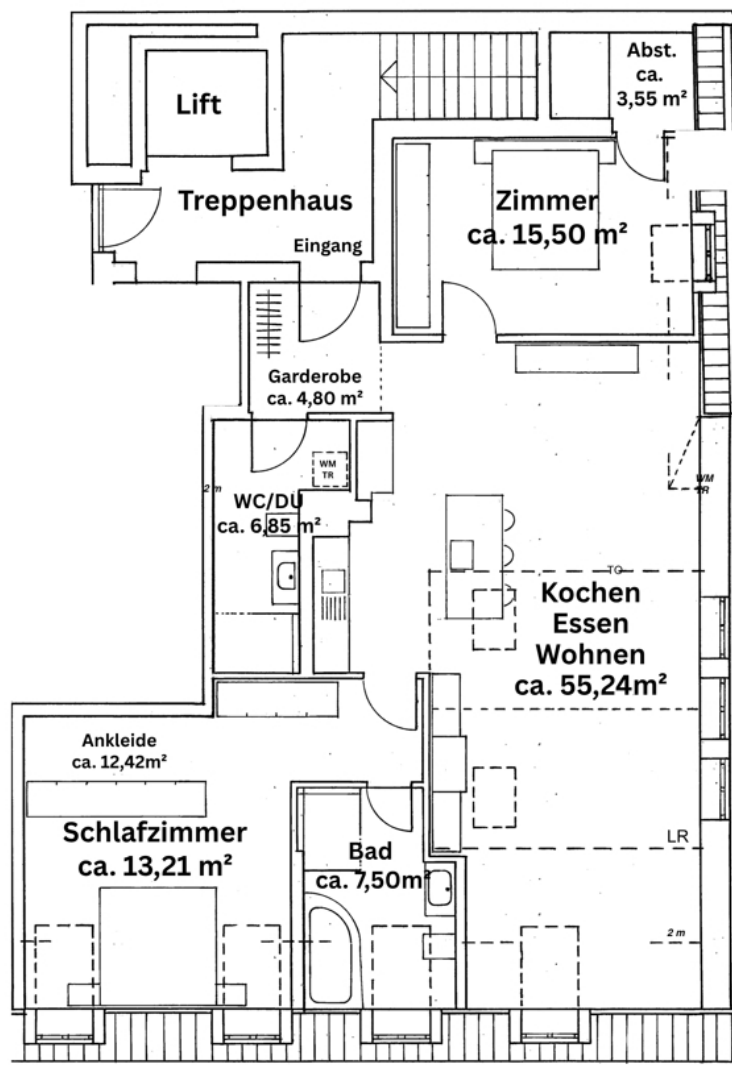 Abst.
ca.
3,55 m²
Lift
Treppenhaus
Zimmer
ca. 15,50 m²
Eingang
Garderobe
ca. 4,80 m²
WM
TR
2 m
WC/DU
ca. 6,85 m²
WM
TR
TO
Kochen
Essen
Wohnen
ca. 55,24m²
Ankleide
ca. 12,42m²
Schlafzimmer
ca. 13,21 m²
Bad
ca. 7,50m²
LR
2 m